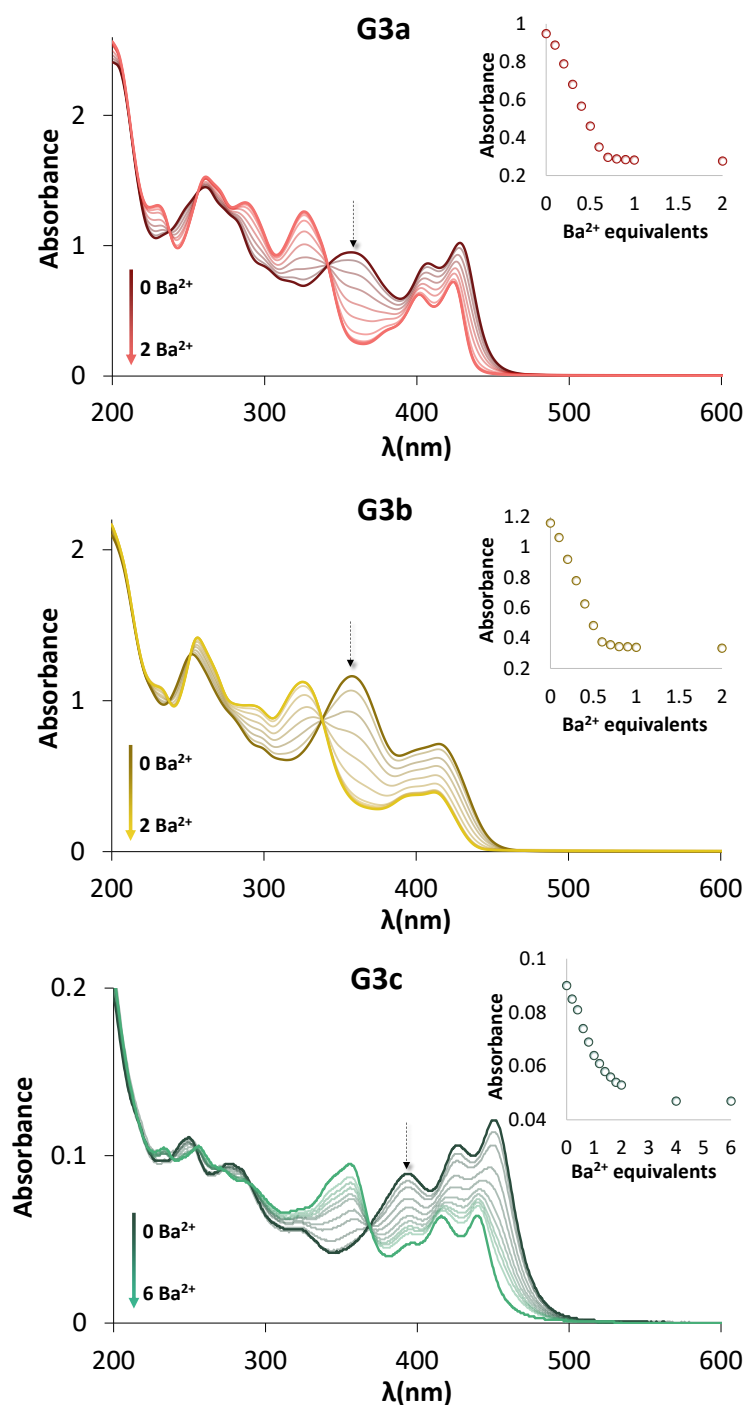 G3a
Absorbance
2
1
0
200
300
400
500
600
λ(nm)
0 Ba²⁺
2 Ba²⁺
Absorbance
1
0.8
0.6
0.4
0.2
0
0.5
1
1.5
2
Ba²⁺ equivalents
G3b
Absorbance
2
1
0
200
300
400
500
600
λ(nm)
0 Ba²⁺
2 Ba²⁺
Absorbance
1.2
1
0.8
0.6
0.4
0.2
0
0.5
1
1.5
2
Ba²⁺ equivalents
G3c
Absorbance
0.2
0.1
0
200
300
400
500
600
λ(nm)
0 Ba²⁺
6 Ba²⁺
Absorbance
0.1
0.08
0.06
0.04
0
1
2
3
4
5
6
Ba²⁺ equivalents